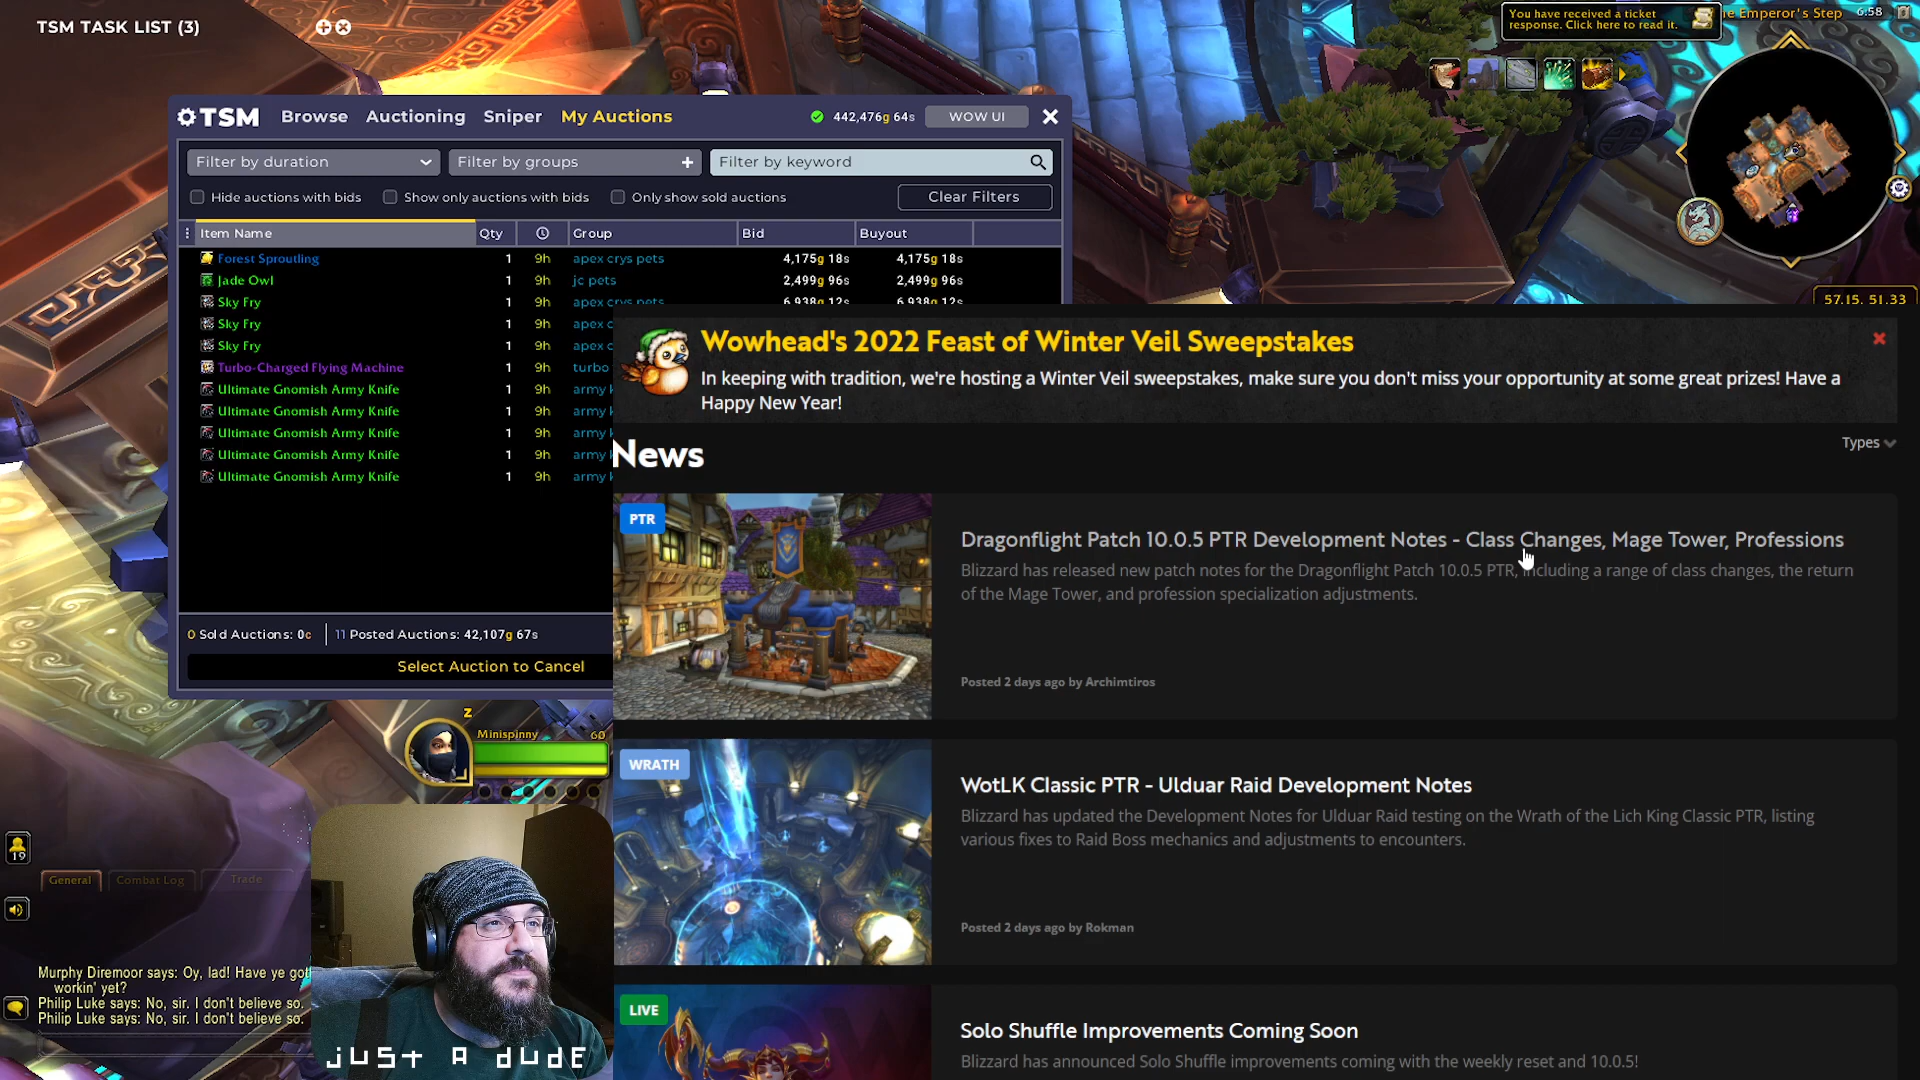 TSM TASK LIST (3)
You have received a ticket
response. Click here to read it.
e Emperor's Step 6:58
TSM Browse Auctioning Sniper My Auctions 442,476g 64s WOW UI
Filter by duration Filter by groups + Filter by keyword
Hide auctions with bids Show only auctions with bids Only show sold auctions Clear Filters
Item Name Qty Group Bid Buyout
Forest Sproutling 1 9h apex crys pets 4,175g 18s 4,175g 18s
Jade Owl 1 9h jc pets 2,499g 96s 2,499g 96s
Sky Fry 1 9h apex crys pets 6,938g 12s 6,938g 12s
Sky Fry 1 9h apex c
Sky Fry 1 9h apex c
Turbo-Charged Flying Machine 1 9h turbo
Ultimate Gnomish Army Knife 1 9h army k
Ultimate Gnomish Army Knife 1 9h army k
Ultimate Gnomish Army Knife 1 9h army k
Ultimate Gnomish Army Knife 1 9h army k
Ultimate Gnomish Army Knife 1 9h army k
0 Sold Auctions: 0c 11 Posted Auctions: 42,107g 67s
Select Auction to Cancel
57.15, 51.33
Wowhead's 2022 Feast of Winter Veil Sweepstakes
In keeping with tradition, we're hosting a Winter Veil sweepstakes, make sure you don't miss your opportunity at some great prizes! Have a
Happy New Year!
News
Types
PTR
Dragonflight Patch 10.0.5 PTR Development Notes - Class Changes, Mage Tower, Professions
Blizzard has released new patch notes for the Dragonflight Patch 10.0.5 PTR, including a range of class changes, the return
of the Mage Tower, and profession specialization adjustments.
Posted 2 days ago by Archimtiros
WRATH
WotLK Classic PTR - Ulduar Raid Development Notes
Blizzard has updated the Development Notes for Ulduar Raid testing on the Wrath of the Lich King Classic PTR, listing
various fixes to Raid Boss mechanics and adjustments to encounters.
Posted 2 days ago by Rokman
LIVE
Solo Shuffle Improvements Coming Soon
Blizzard has announced Solo Shuffle improvements coming with the weekly reset and 10.0.5!
z
Minispinny 60
19
General Combat Log Trade
Murphy Diremoor says: Oy, lad! Have ye got
workin' yet?
Philip Luke says: No, sir. I don't believe so.
Philip Luke says: No, sir. I don't believe so.
JUST A DUDE